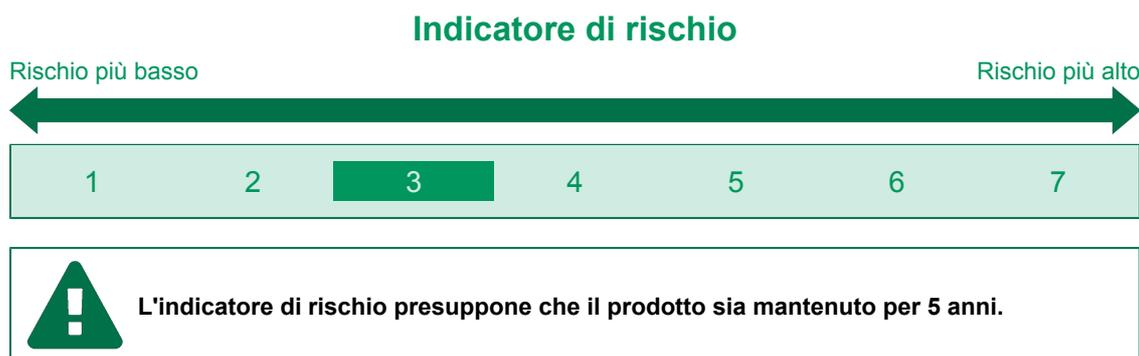 Indicatore di rischio
Rischio più basso Rischio più alto
1 2 3 4 5 6 7
L'indicatore di rischio presuppone che il prodotto sia mantenuto per 5 anni.